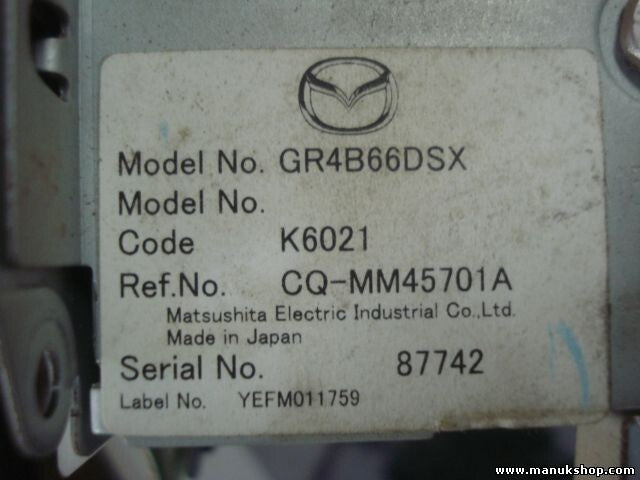 Model No. GR4B66DSX
Model No.
Code K6021
Ref.No. CQ-MM45701A
Matsushita Electric Industrial Co.,Ltd.
Made in Japan
Serial No. 87742
Label No. YEFM011759
www.manukshop.com